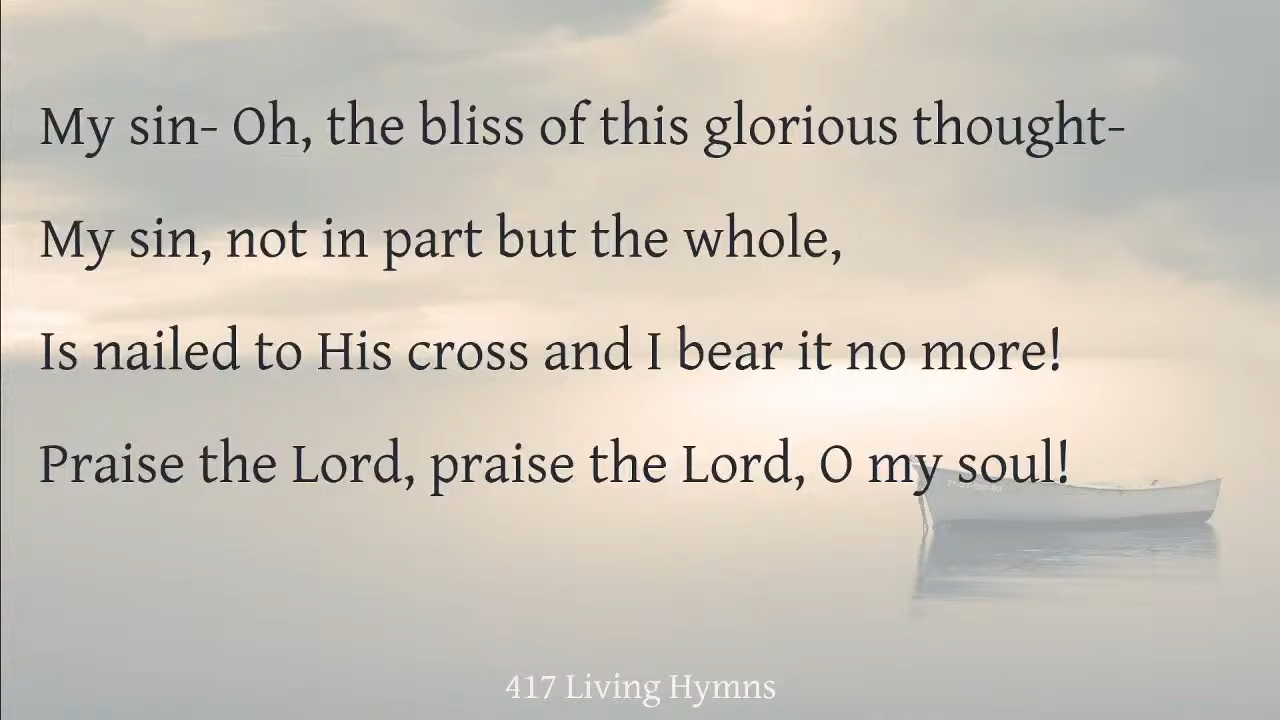 My sin- Oh, the bliss of this glorious thought-
My sin, not in part but the whole,
Is nailed to His cross and I bear it no more!
Praise the Lord, praise the Lord, O my soul!
417 Living Hymns